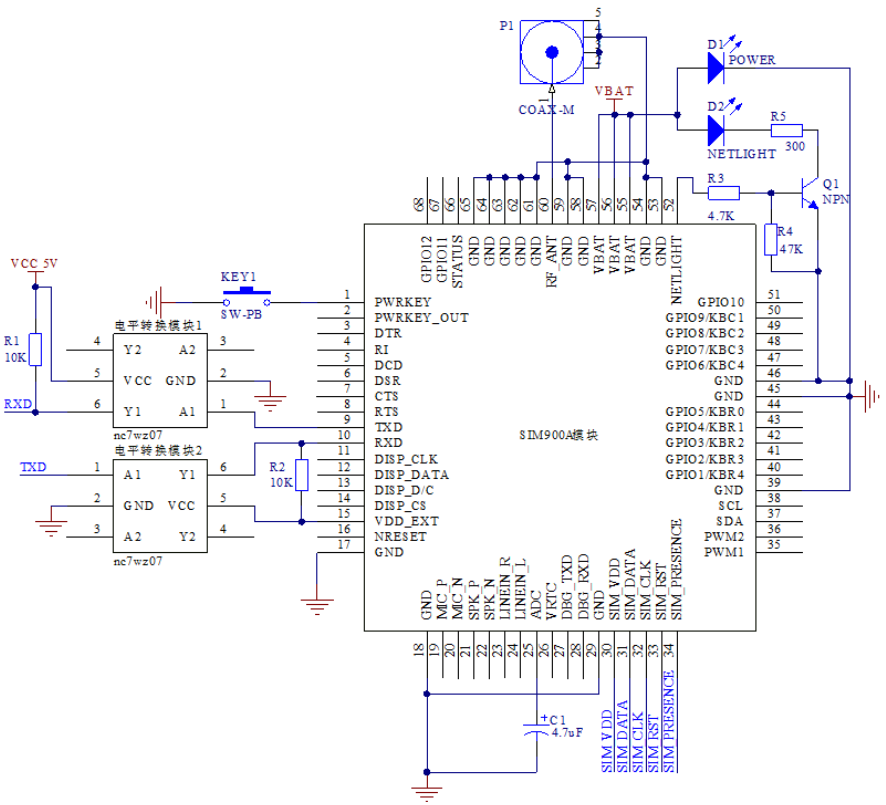 P1
5
4
3
2
1
COAX-M
VBAT
D1
POWER
D2
NETLIGHT
R5
300
R3
4.7K
Q1
NPN
R4
47K
68
67
66
65
64
63
62
61
60
59
58
57
56
55
54
53
52
GPIO12
GPIO11
STATUS
GND
GND
GND
GND
GND
RF_ANT
GND
GND
VBAT
VBAT
VBAT
GND
GND
NETLIGHT
VCC 5V
KEY1
SW-PB
R1
10K
RXD
电平转换模块1
4 Y2 A2 3
5 VCC GND 2
6 Y1 A1 1
nc7wz07
电平转换模块2
TXD
1 A1 Y1 6
2 GND VCC 5
3 A2 Y2 4
nc7wz07
R2
10K
SIM900A模块
1 PWRKEY
2 PWRKEY_OUT
3 DTR
4 RI
5 DCD
6 DSR
7 CTS
8 RTS
9 TXD
10 RXD
11 DISP_CLK
12 DISP_DATA
13 DISP_D/C
14 DISP_CS
15 VDD_EXT
16 NRESET
17 GND
GPIO10 51
GPIO9/KBC1 50
GPIO8/KBC2 49
GPIO7/KBC3 48
GPIO6/KBC4 47
GND 46
GND 45
GPIO5/KBR0 44
GPIO4/KBR1 43
GPIO3/KBR2 42
GPIO2/KBR3 41
GPIO1/KBR4 40
GND 39
SCL 38
SDA 37
PWM2 36
PWM1 35
GND
MIC_P
MIC_N
SPK_P
SPK_N
LINEIN_R
LINEIN_L
ADC
VRTC
DBG_TXD
DBG_RXD
GND
SIM_VDD
SIM_DATA
SIM_CLK
SIM_RST
SIM_PRESENCE
18
19
20
21
22
23
24
25
26
27
28
29
30
31
32
33
34
C1
+
4.7uF
SIM VDD
SIM DATA
SIM CLK
SIM RST
SIM PRESENCE